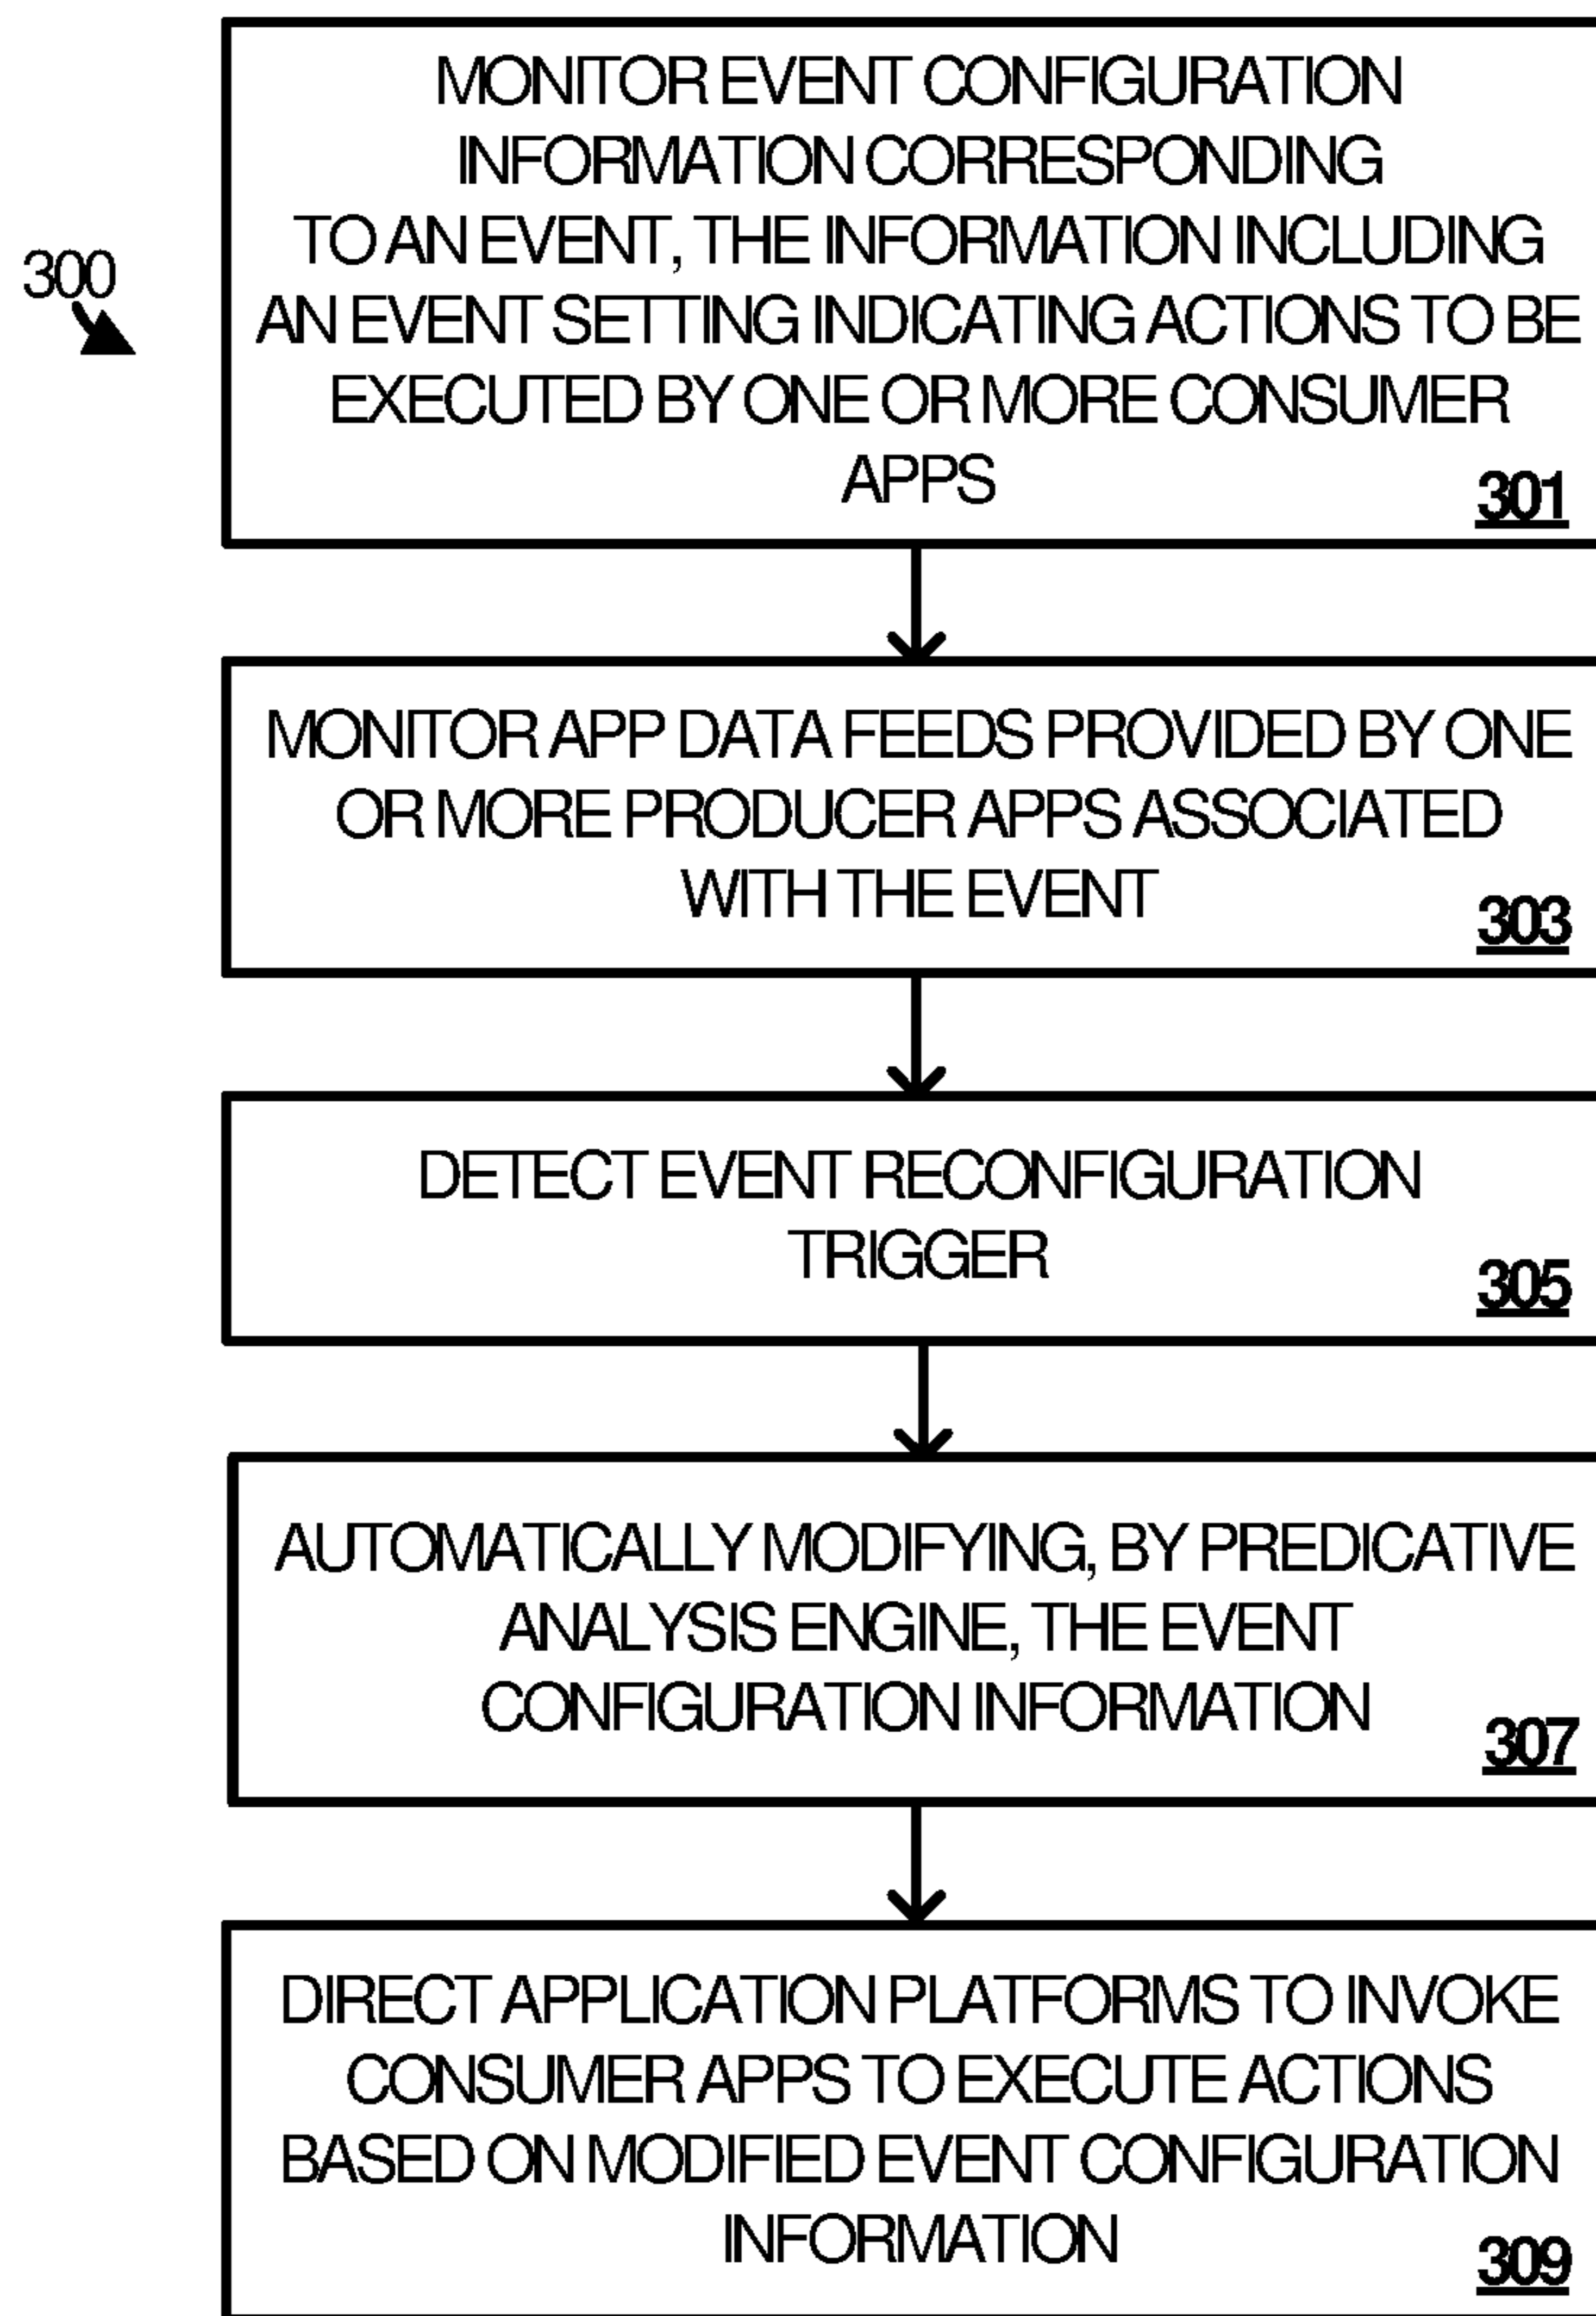 MONITOR EVENT CONFIGURATION
INFORMATION CORRESPONDING
TO AN EVENT, THE INFORMATION INCLUDING
AN EVENT SETTING INDICATING ACTIONS TO BE
EXECUTED BY ONE OR MORE CONSUMER
APPS
301
300
MONITOR APP DATA FEEDS PROVIDED BY ONE
OR MORE PRODUCER APPS ASSOCIATED
WITH THE EVENT
303
DETECT EVENT RECONFIGURATION
TRIGGER
305
AUTOMATICALLY MODIFYING, BY PREDICATIVE
ANALYSIS ENGINE, THE EVENT
CONFIGURATION INFORMATION
307
DIRECT APPLICATION PLATFORMS TO INVOKE
CONSUMER APPS TO EXECUTE ACTIONS
BASED ON MODIFIED EVENT CONFIGURATION
INFORMATION
309